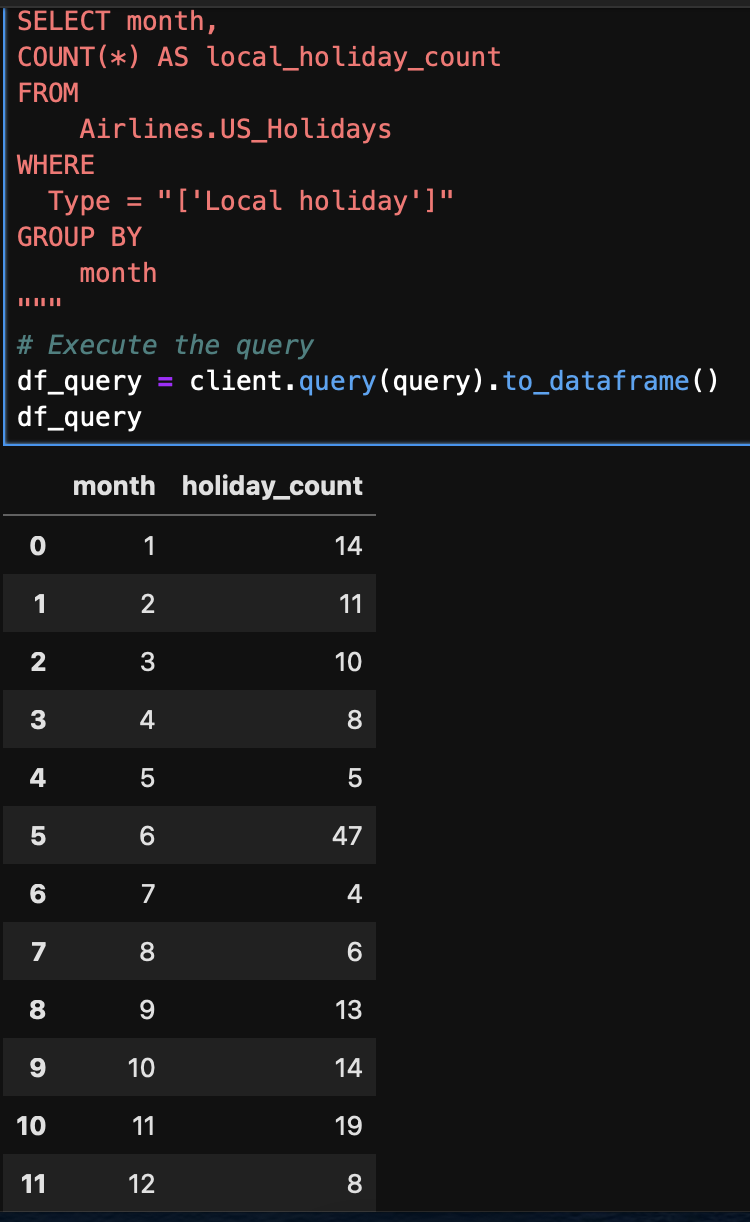 SELECT month,
COUNT(*) AS local_holiday_count
FROM
    Airlines.US_Holidays
WHERE
  Type = "['Local holiday']"
GROUP BY
    month
"""
# Execute the query
df_query = client.query(query).to_dataframe()
df_query
month holiday_count
0 1 14
1 2 11
2 3 10
3 4 8
4 5 5
5 6 47
6 7 4
7 8 6
8 9 13
9 10 14
10 11 19
11 12 8